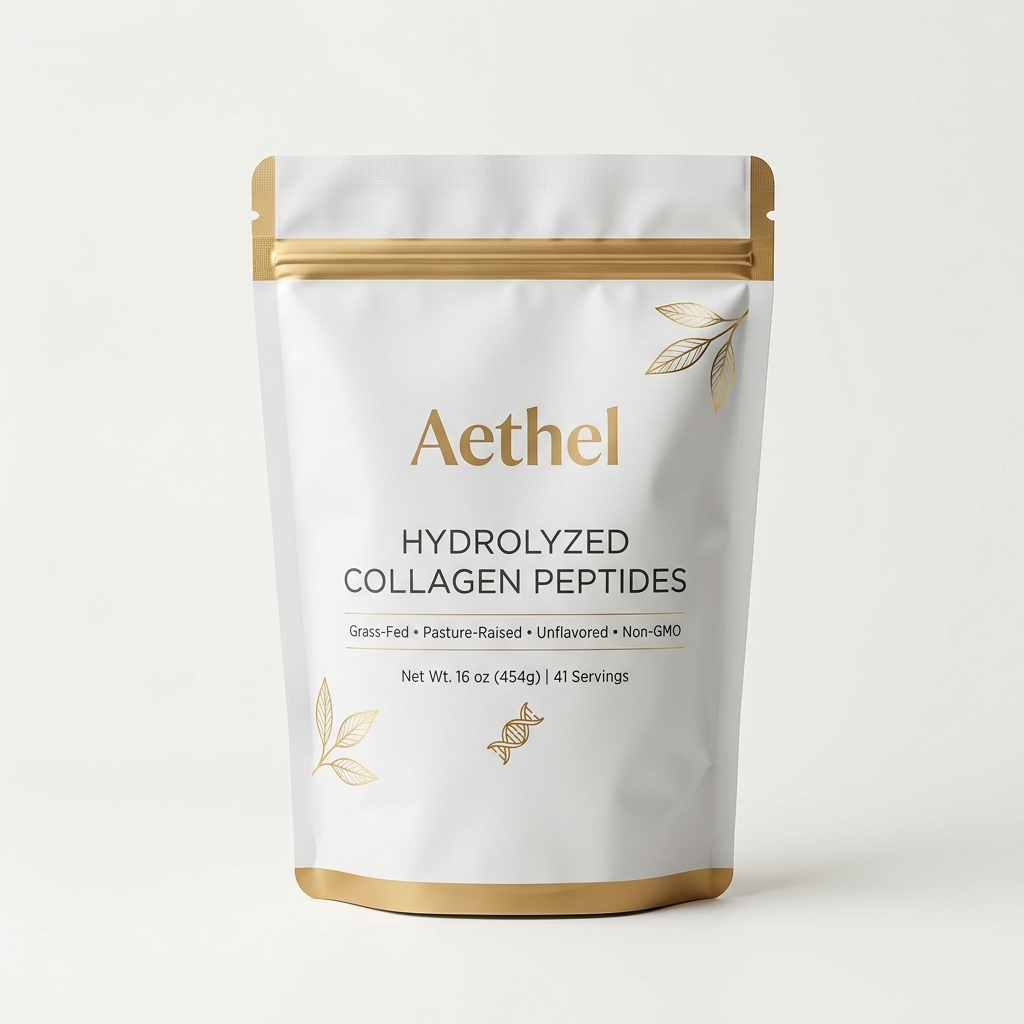 Aethel
HYDROLYZED
COLLAGEN PEPTIDES
Grass-Fed • Pasture-Raised • Unflavored • Non-GMO
Net Wt. 16 oz (454g) | 41 Servings